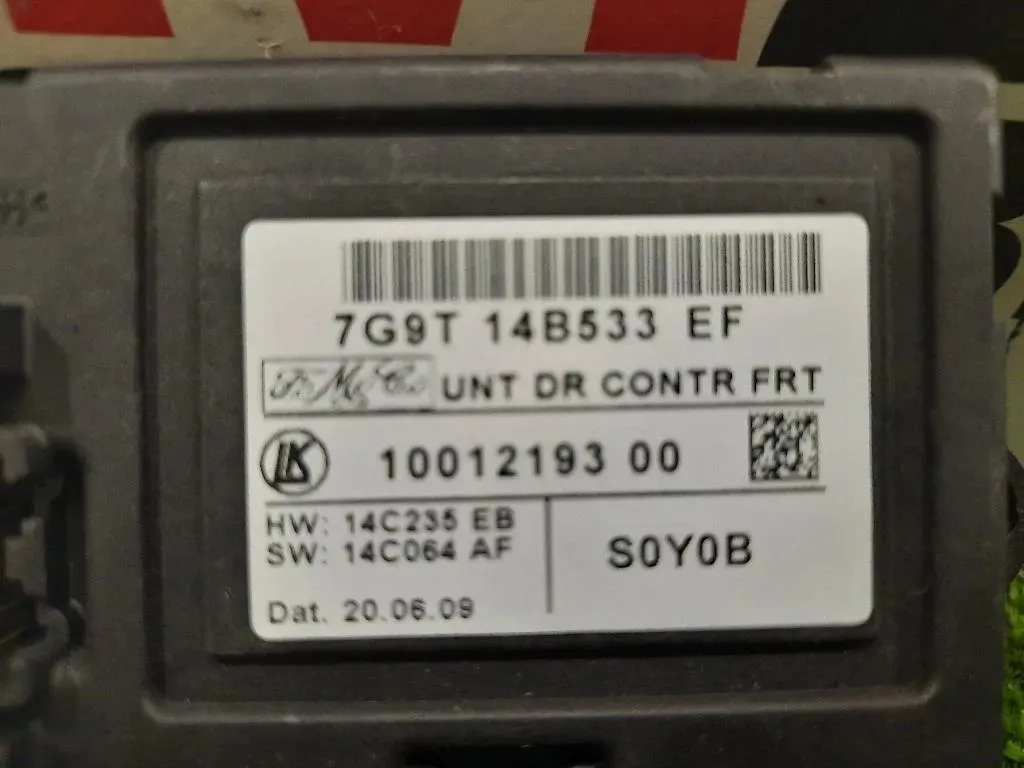 7G9T 14B533 EF
UNT DR CONTR FRT
LK 10012193 00
HW: 14C235 EB
SW: 14C064 AF
S0Y0B
Dat. 20.06.09